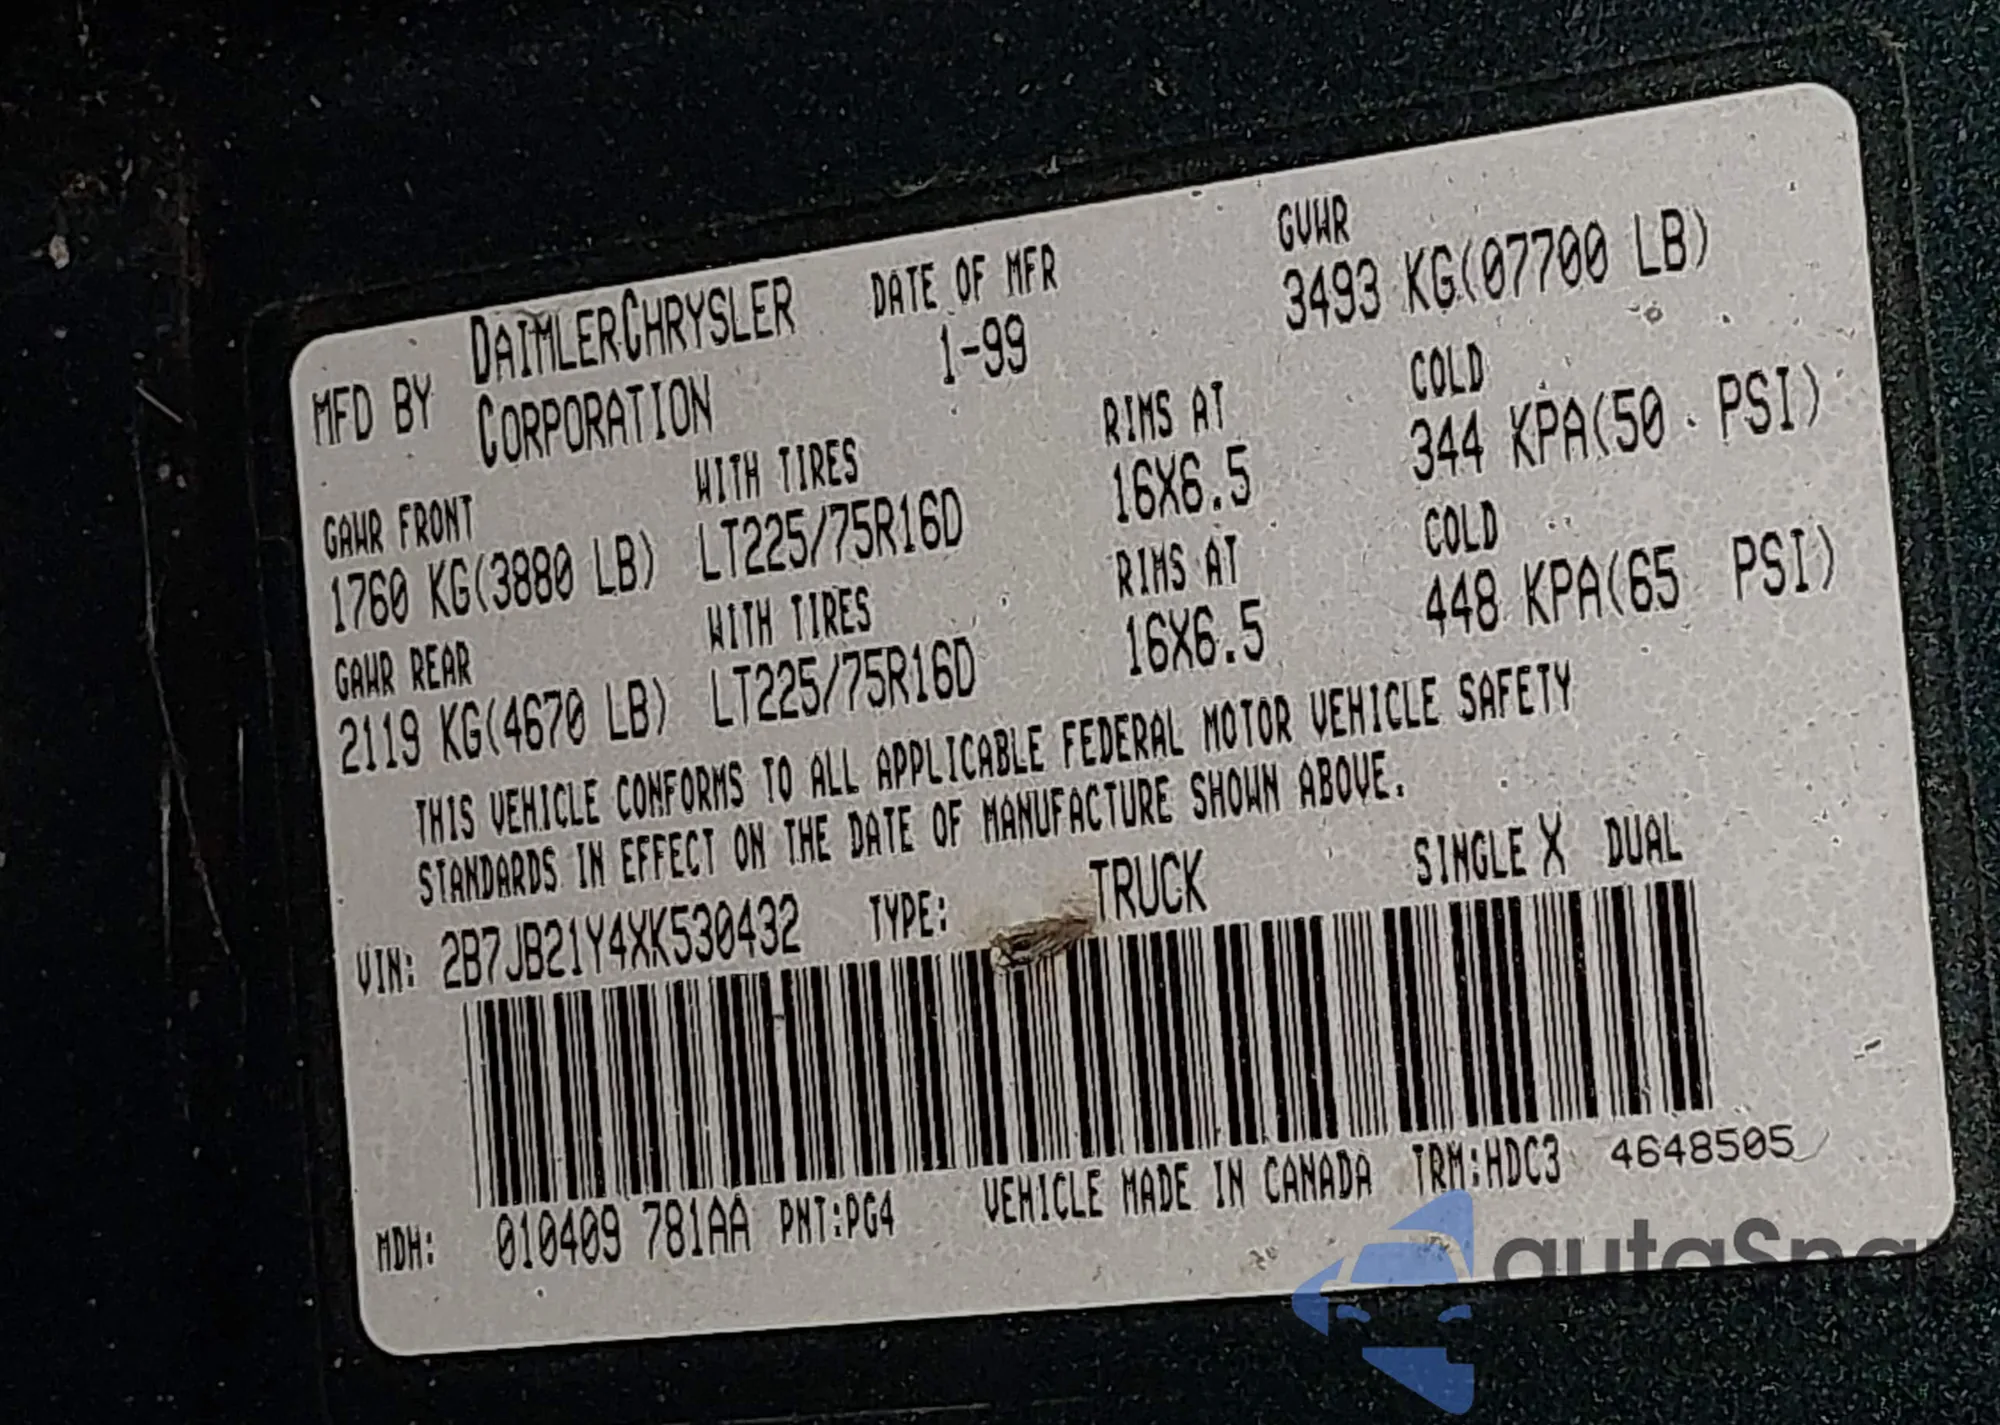 MFD BY DAIMLERCHRYSLER CORPORATION
DATE OF MFR
1-99
GVWR
3493 KG(07700 LB)
GAWR FRONT WITH TIRES RIMS AT COLD
1760 KG(3880 LB) LT225/75R16D 16X6.5 344 KPA(50 PSI)
GAWR REAR WITH TIRES RIMS AT COLD
2119 KG(4670 LB) LT225/75R16D 16X6.5 448 KPA(65 PSI)
THIS VEHICLE CONFORMS TO ALL APPLICABLE FEDERAL MOTOR VEHICLE SAFETY
STANDARDS IN EFFECT ON THE DATE OF MANUFACTURE SHOWN ABOVE.
VIN: 2B7JB21Y4XK530432 TYPE: TRUCK SINGLE X DUAL
MDH: 010409 781AA PNT:PG4 VEHICLE MADE IN CANADA TRM:HDC3 4648505